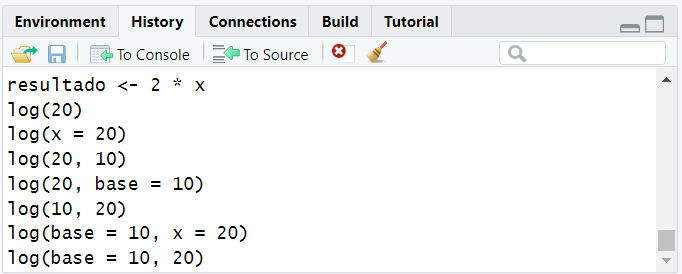 Environment History Connections Build Tutorial
To Console To Source
resultado <- 2 * x
log(20)
log(x = 20)
log(20, 10)
log(20, base = 10)
log(10, 20)
log(base = 10, x = 20)
log(base = 10, 20)